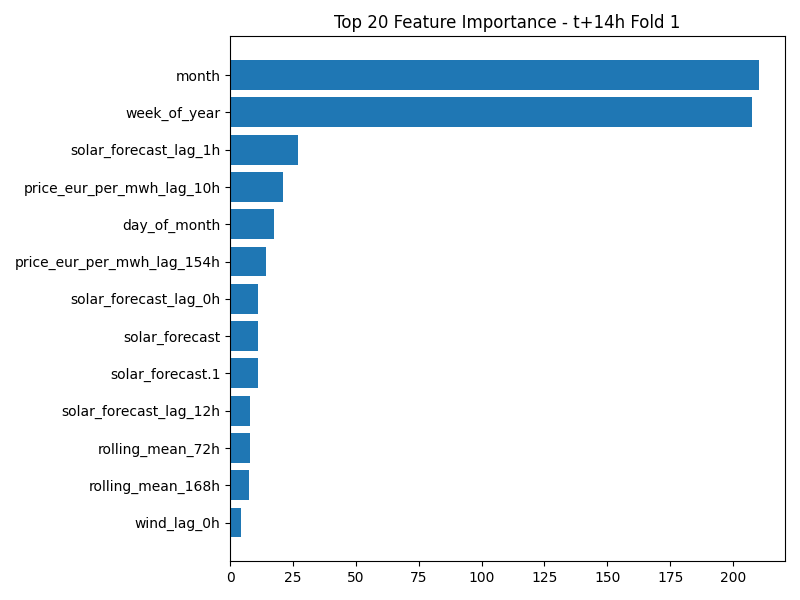 Top 20 Feature Importance - t+14h Fold 1
month
week_of_year
solar_forecast_lag_1h
price_eur_per_mwh_lag_10h
day_of_month
price_eur_per_mwh_lag_154h
solar_forecast_lag_0h
solar_forecast
solar_forecast.1
solar_forecast_lag_12h
rolling_mean_72h
rolling_mean_168h
wind_lag_0h
0 25 50 75 100 125 150 175 200